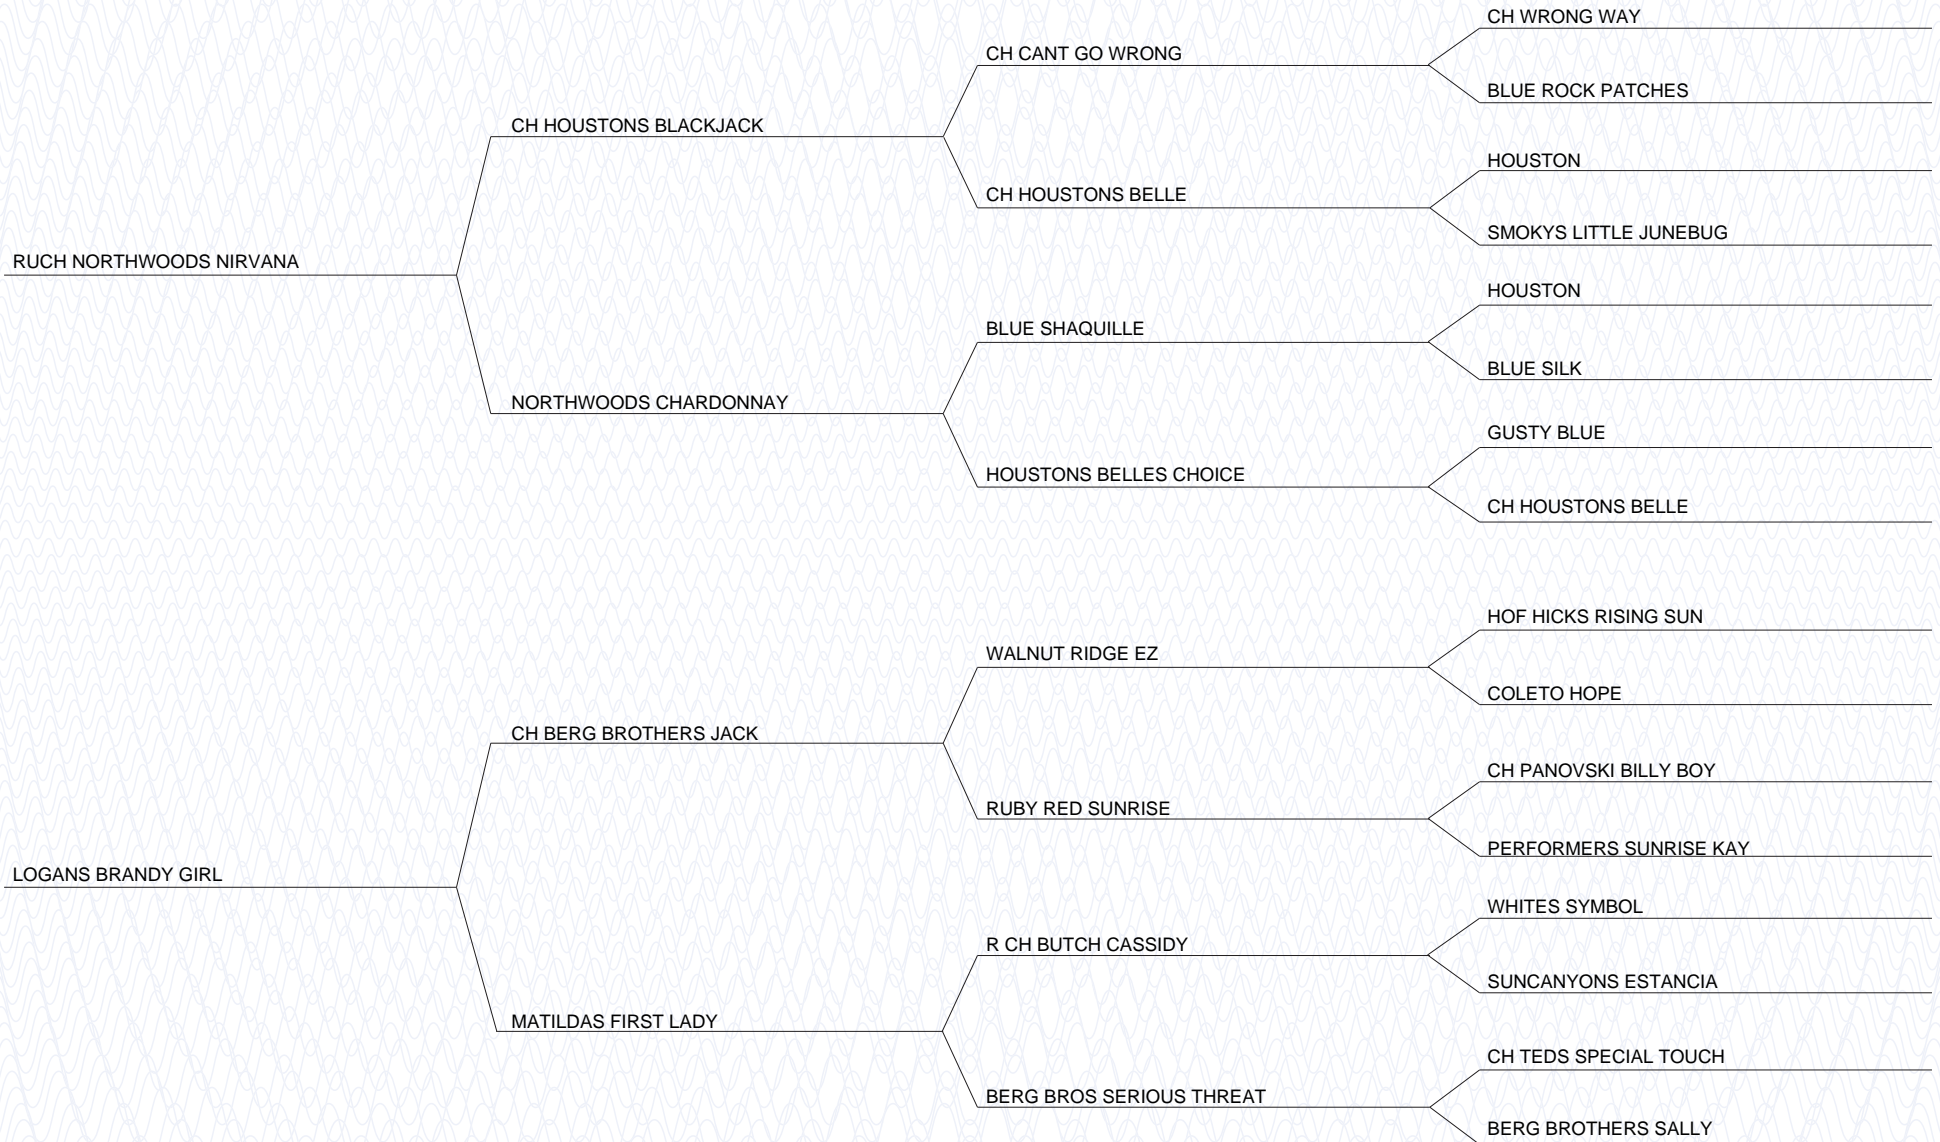 CH WRONG WAY
CH CANT GO WRONG
BLUE ROCK PATCHES
CH HOUSTONS BLACKJACK
HOUSTON
CH HOUSTONS BELLE
SMOKYS LITTLE JUNEBUG
RUCH NORTHWOODS NIRVANA
HOUSTON
BLUE SHAQUILLE
BLUE SILK
NORTHWOODS CHARDONNAY
GUSTY BLUE
HOUSTONS BELLES CHOICE
CH HOUSTONS BELLE
HOF HICKS RISING SUN
WALNUT RIDGE EZ
COLETO HOPE
CH BERG BROTHERS JACK
CH PANOVSKI BILLY BOY
RUBY RED SUNRISE
PERFORMERS SUNRISE KAY
LOGANS BRANDY GIRL
WHITES SYMBOL
R CH BUTCH CASSIDY
SUNCANYONS ESTANCIA
MATILDAS FIRST LADY
CH TEDS SPECIAL TOUCH
BERG BROS SERIOUS THREAT
BERG BROTHERS SALLY